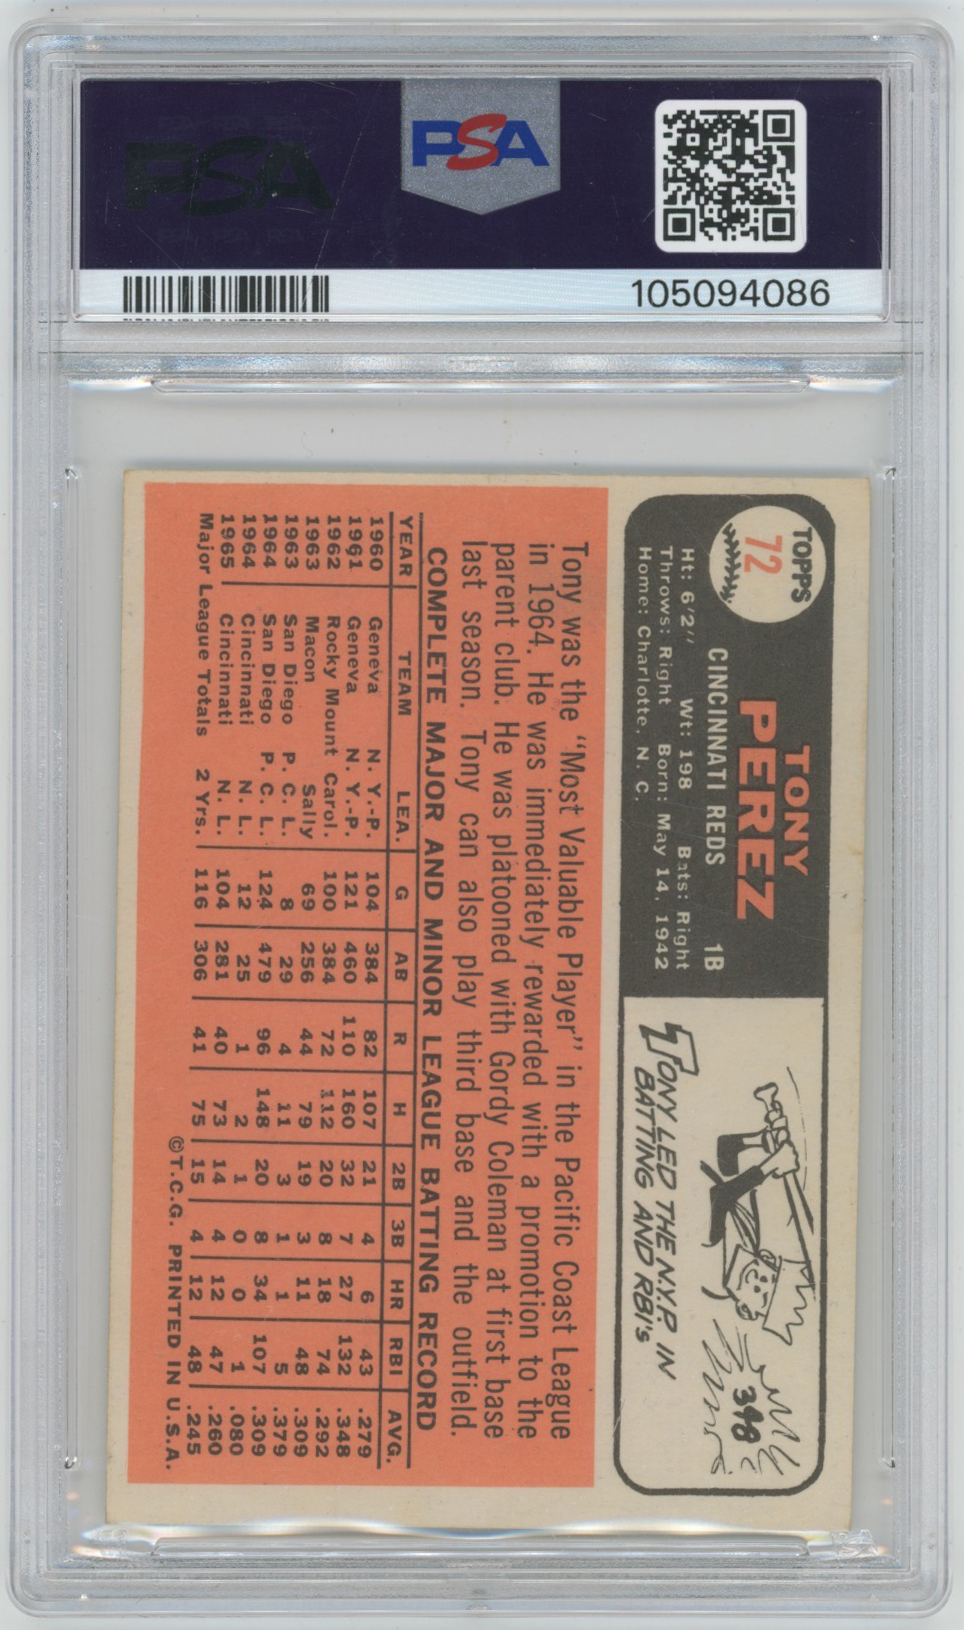 PSA
PSA
105094086
TOPPS
72
TONY
PEREZ
CINCINNATI REDS 1B
Ht: 6'2" Wt: 198 Bats: Right
Throws: Right Born: May 14, 1942
Home: Charlotte, N. C.
TONY LED THE N.Y.P. IN
BATTING AND RBI's
348
Tony was the "Most Valuable Player" in the Pacific Coast League
in 1964. He was immediately rewarded with a promotion to the
parent club. He was platooned with Gordy Coleman at first base
last season. Tony can also play third base and the outfield.
COMPLETE MAJOR AND MINOR LEAGUE BATTING RECORD
YEAR TEAM LEA. G AB R H 2B 3B HR RBI AVG.
1960 Geneva N. Y.-P. 104 384 82 107 21 4 6 43 .279
1961 Geneva N. Y.-P. 121 460 110 160 32 7 27 132 .348
1962 Rocky Mount Carol. 100 384 72 112 20 8 18 74 .292
1963 Macon Sally 69 256 44 79 19 3 11 48 .309
1963 San Diego P. C. L. 8 29 4 11 3 1 1 5 .379
1964 San Diego P. C. L. 124 479 96 148 20 8 34 107 .309
1964 Cincinnati N. L. 12 25 1 2 1 0 0 1 .080
1965 Cincinnati N. L. 104 281 40 73 14 4 12 47 .260
Major League Totals 2 Yrs. 116 306 41 75 15 4 12 48 .245
©T.C.G. PRINTED IN U.S.A.